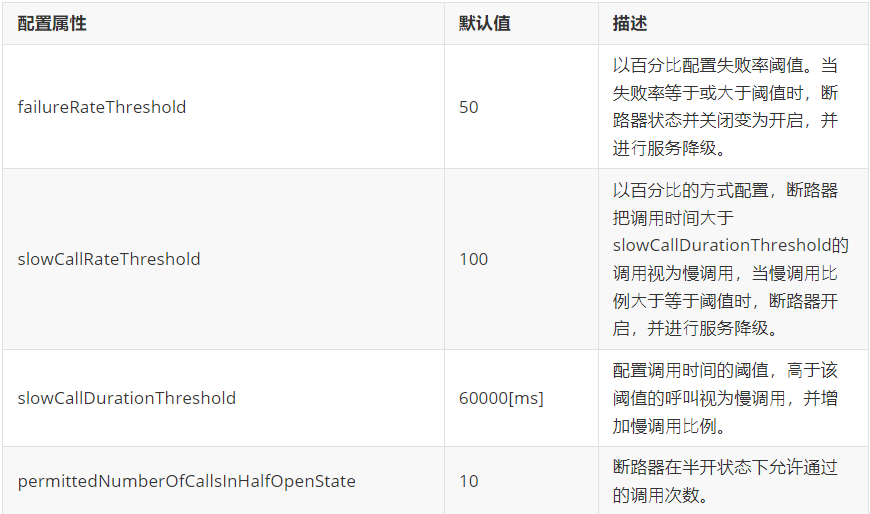 配置属性 默认值 描述
以百分比配置失败率阈值。当
失败率等于或大于阈值时，断
failureRateThreshold 50
路器状态并关闭变为开启，并
进行服务降级。
以百分比的方式配置，断路器
把调用时间大于
slowCallRateThreshold 100 slowCallDurationThreshold的
调用视为慢调用，当慢调用比
例大于等于阈值时，断路器开
启，并进行服务降级。
配置调用时间的阈值，高于该
slowCallDurationThreshold 60000[ms] 阈值的呼叫视为慢调用，并增
加慢调用比例。
断路器在半开状态下允许通过
permittedNumberOfCallsInHalfOpenState 10
的调用次数。